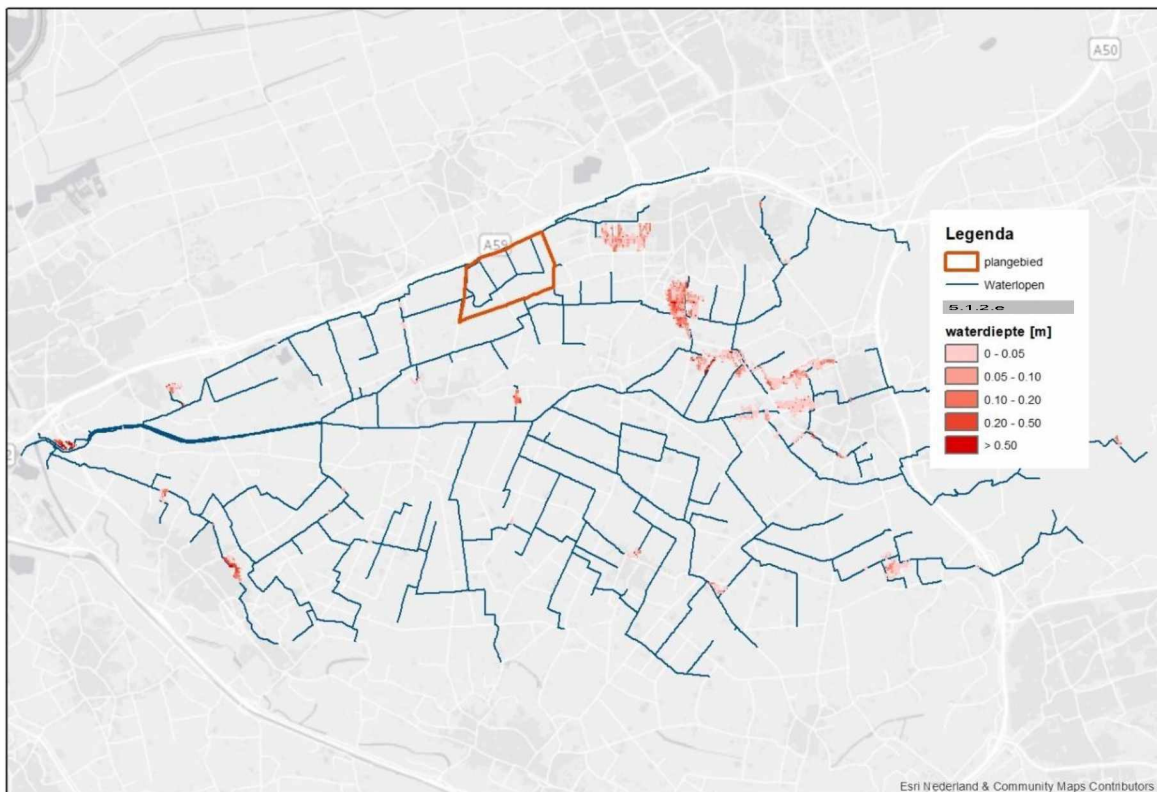 A50
A59
Legenda
plangebied
Waterlopen
5.1.2.e
waterdiepte [m]
0 - 0.05
0.05 - 0.10
0.10 - 0.20
0.20 - 0.50
> 0.50
2
Esri Nederland & Community Maps Contributors